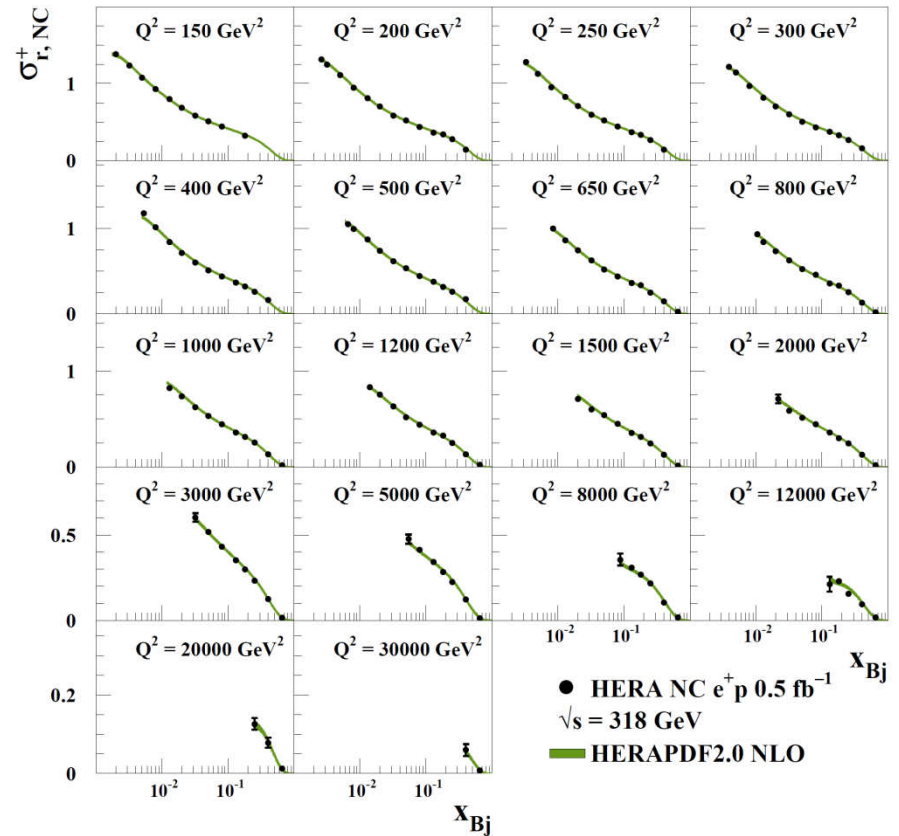 σ⁺r, NC
Q² = 150 GeV² Q² = 200 GeV² Q² = 250 GeV² Q² = 300 GeV²
1
0
Q² = 400 GeV² Q² = 500 GeV² Q² = 650 GeV² Q² = 800 GeV²
1
0
Q² = 1000 GeV² Q² = 1200 GeV² Q² = 1500 GeV² Q² = 2000 GeV²
1
0
Q² = 3000 GeV² Q² = 5000 GeV² Q² = 8000 GeV² Q² = 12000 GeV²
0.5
0
10⁻² 10⁻¹ 10⁻² 10⁻¹
xBj
Q² = 20000 GeV² Q² = 30000 GeV²
0.2
0
10⁻² 10⁻¹ 10⁻² 10⁻¹
xBj
HERA NC e⁺p 0.5 fb⁻¹
√s = 318 GeV
HERAPDF2.0 NLO